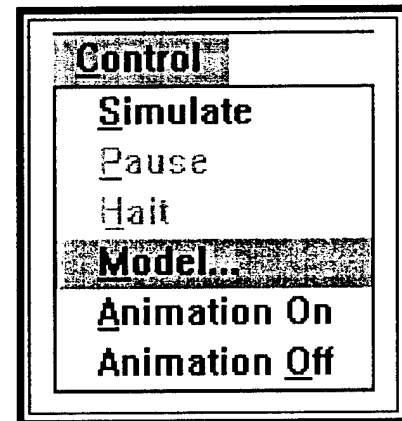 Control
Simulate
Pause
Halt
Model...
Animation On
Animation Off